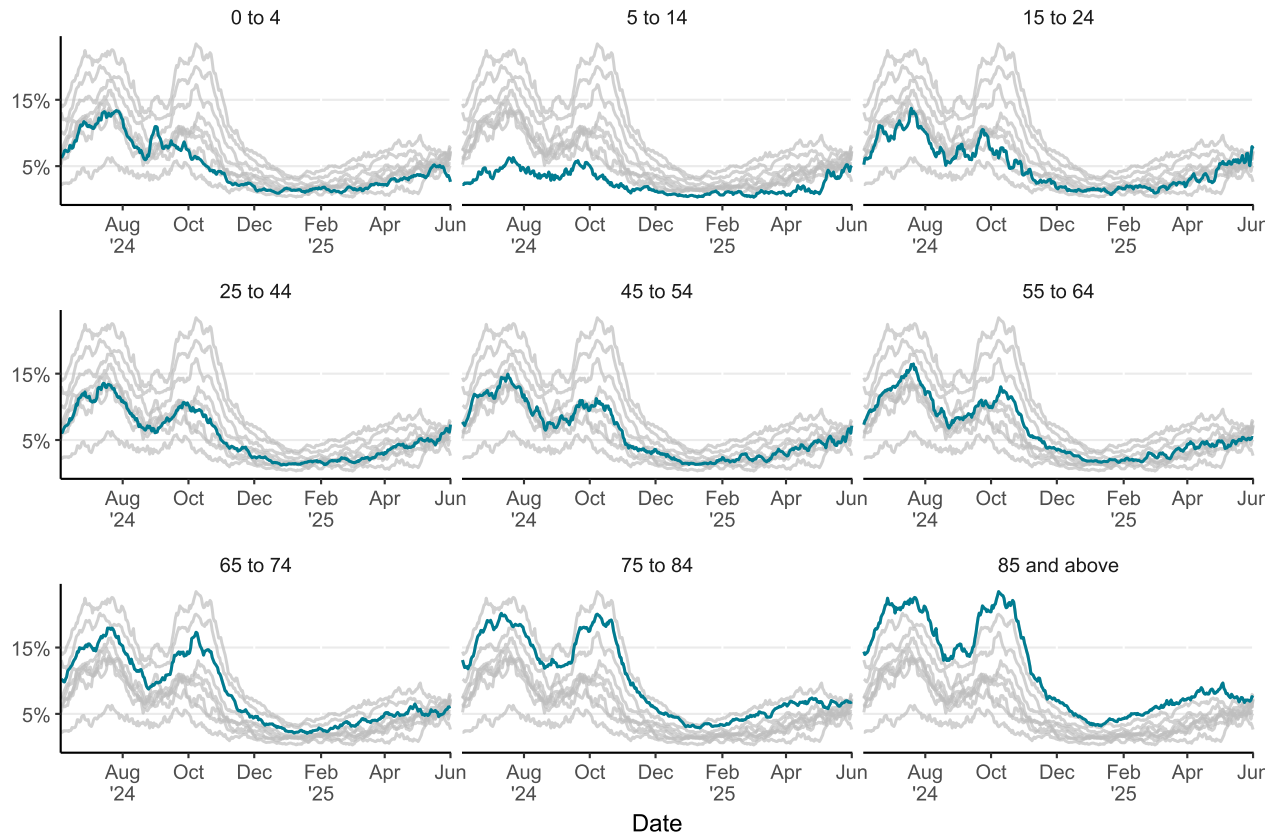 0 to 4 5 to 14 15 to 24
15%
5%
Aug Oct Dec Feb Apr Jun Aug Oct Dec Feb Apr Jun Aug Oct Dec Feb Apr Jun
'24 '25 '24 '25 '24 '25
25 to 44 45 to 54 55 to 64
15%
5%
Aug Oct Dec Feb Apr Jun Aug Oct Dec Feb Apr Jun Aug Oct Dec Feb Apr Jun
'24 '25 '24 '25 '24 '25
65 to 74 75 to 84 85 and above
15%
5%
Aug Oct Dec Feb Apr Jun Aug Oct Dec Feb Apr Jun Aug Oct Dec Feb Apr Jun
'24 '25 '24 '25 '24 '25
Date